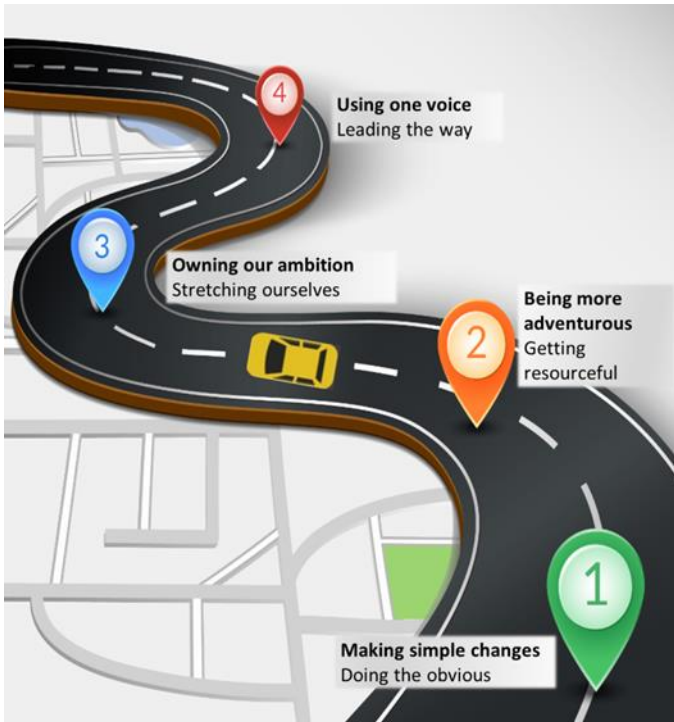 4
Using one voice
Leading the way
3
Owning our ambition
Stretching ourselves
2
Being more
adventurous
Getting
resourceful
1
Making simple changes
Doing the obvious